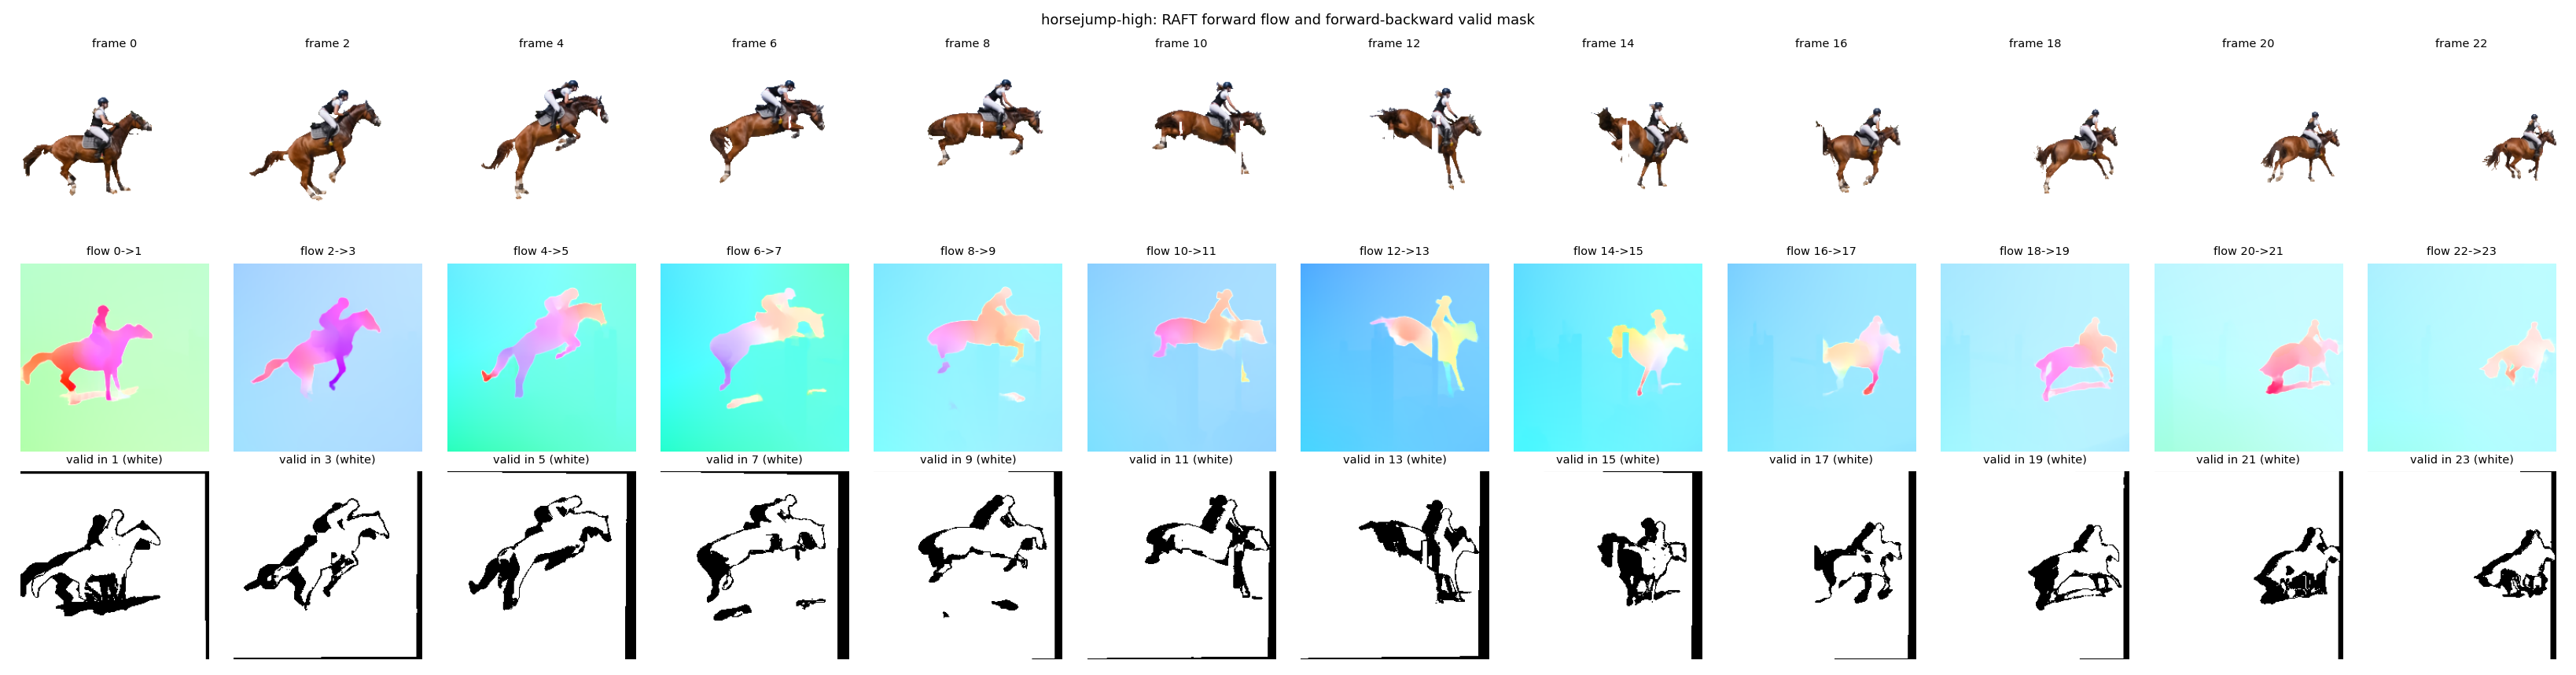 horsejump-high: RAFT forward flow and forward-backward valid mask
frame 0 frame 2 frame 4 frame 6 frame 8 frame 10 frame 12 frame 14 frame 16 frame 18 frame 20 frame 22
flow 0->1 flow 2->3 flow 4->5 flow 6->7 flow 8->9 flow 10->11 flow 12->13 flow 14->15 flow 16->17 flow 18->19 flow 20->21 flow 22->23
valid in 1 (white) valid in 3 (white) valid in 5 (white) valid in 7 (white) valid in 9 (white) valid in 11 (white) valid in 13 (white) valid in 15 (white) valid in 17 (white) valid in 19 (white) valid in 21 (white) valid in 23 (white)